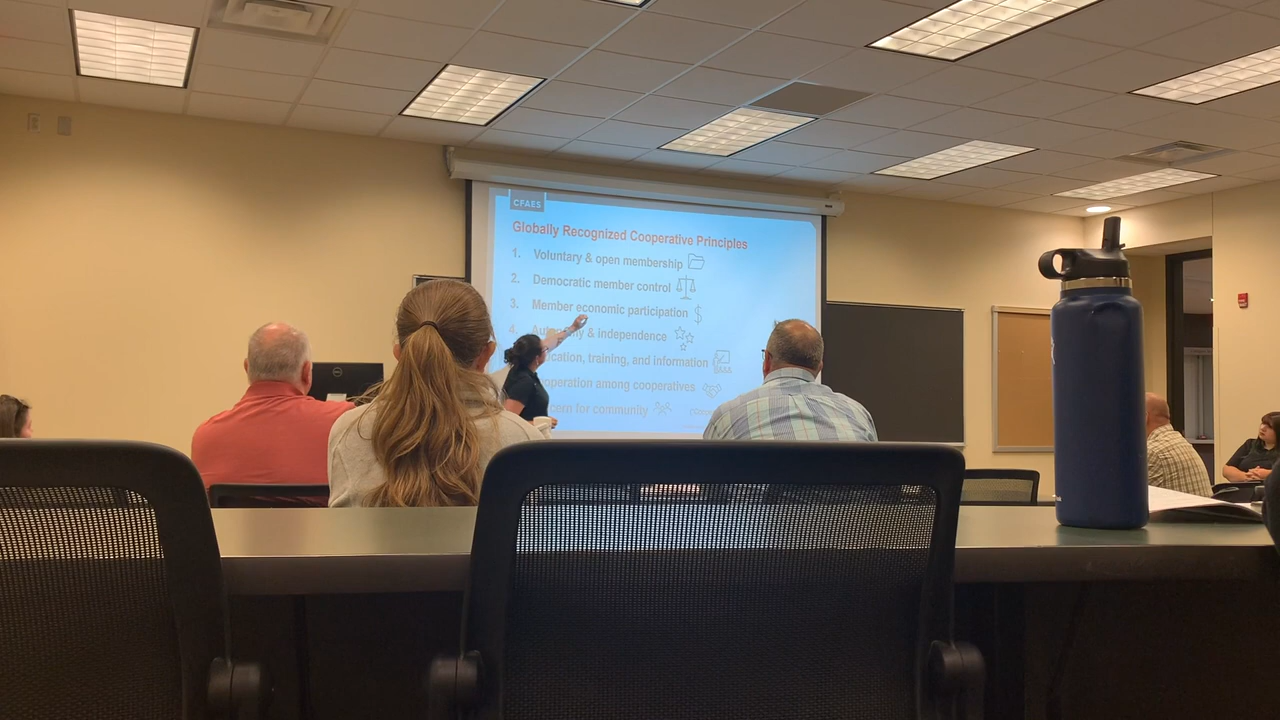 CFAES
Globally Recognized Cooperative Principles
1. Voluntary & open membership
2. Democratic member control
3. Member economic participation $
4. & independence
training, and information
among cooperatives
for community
DELL